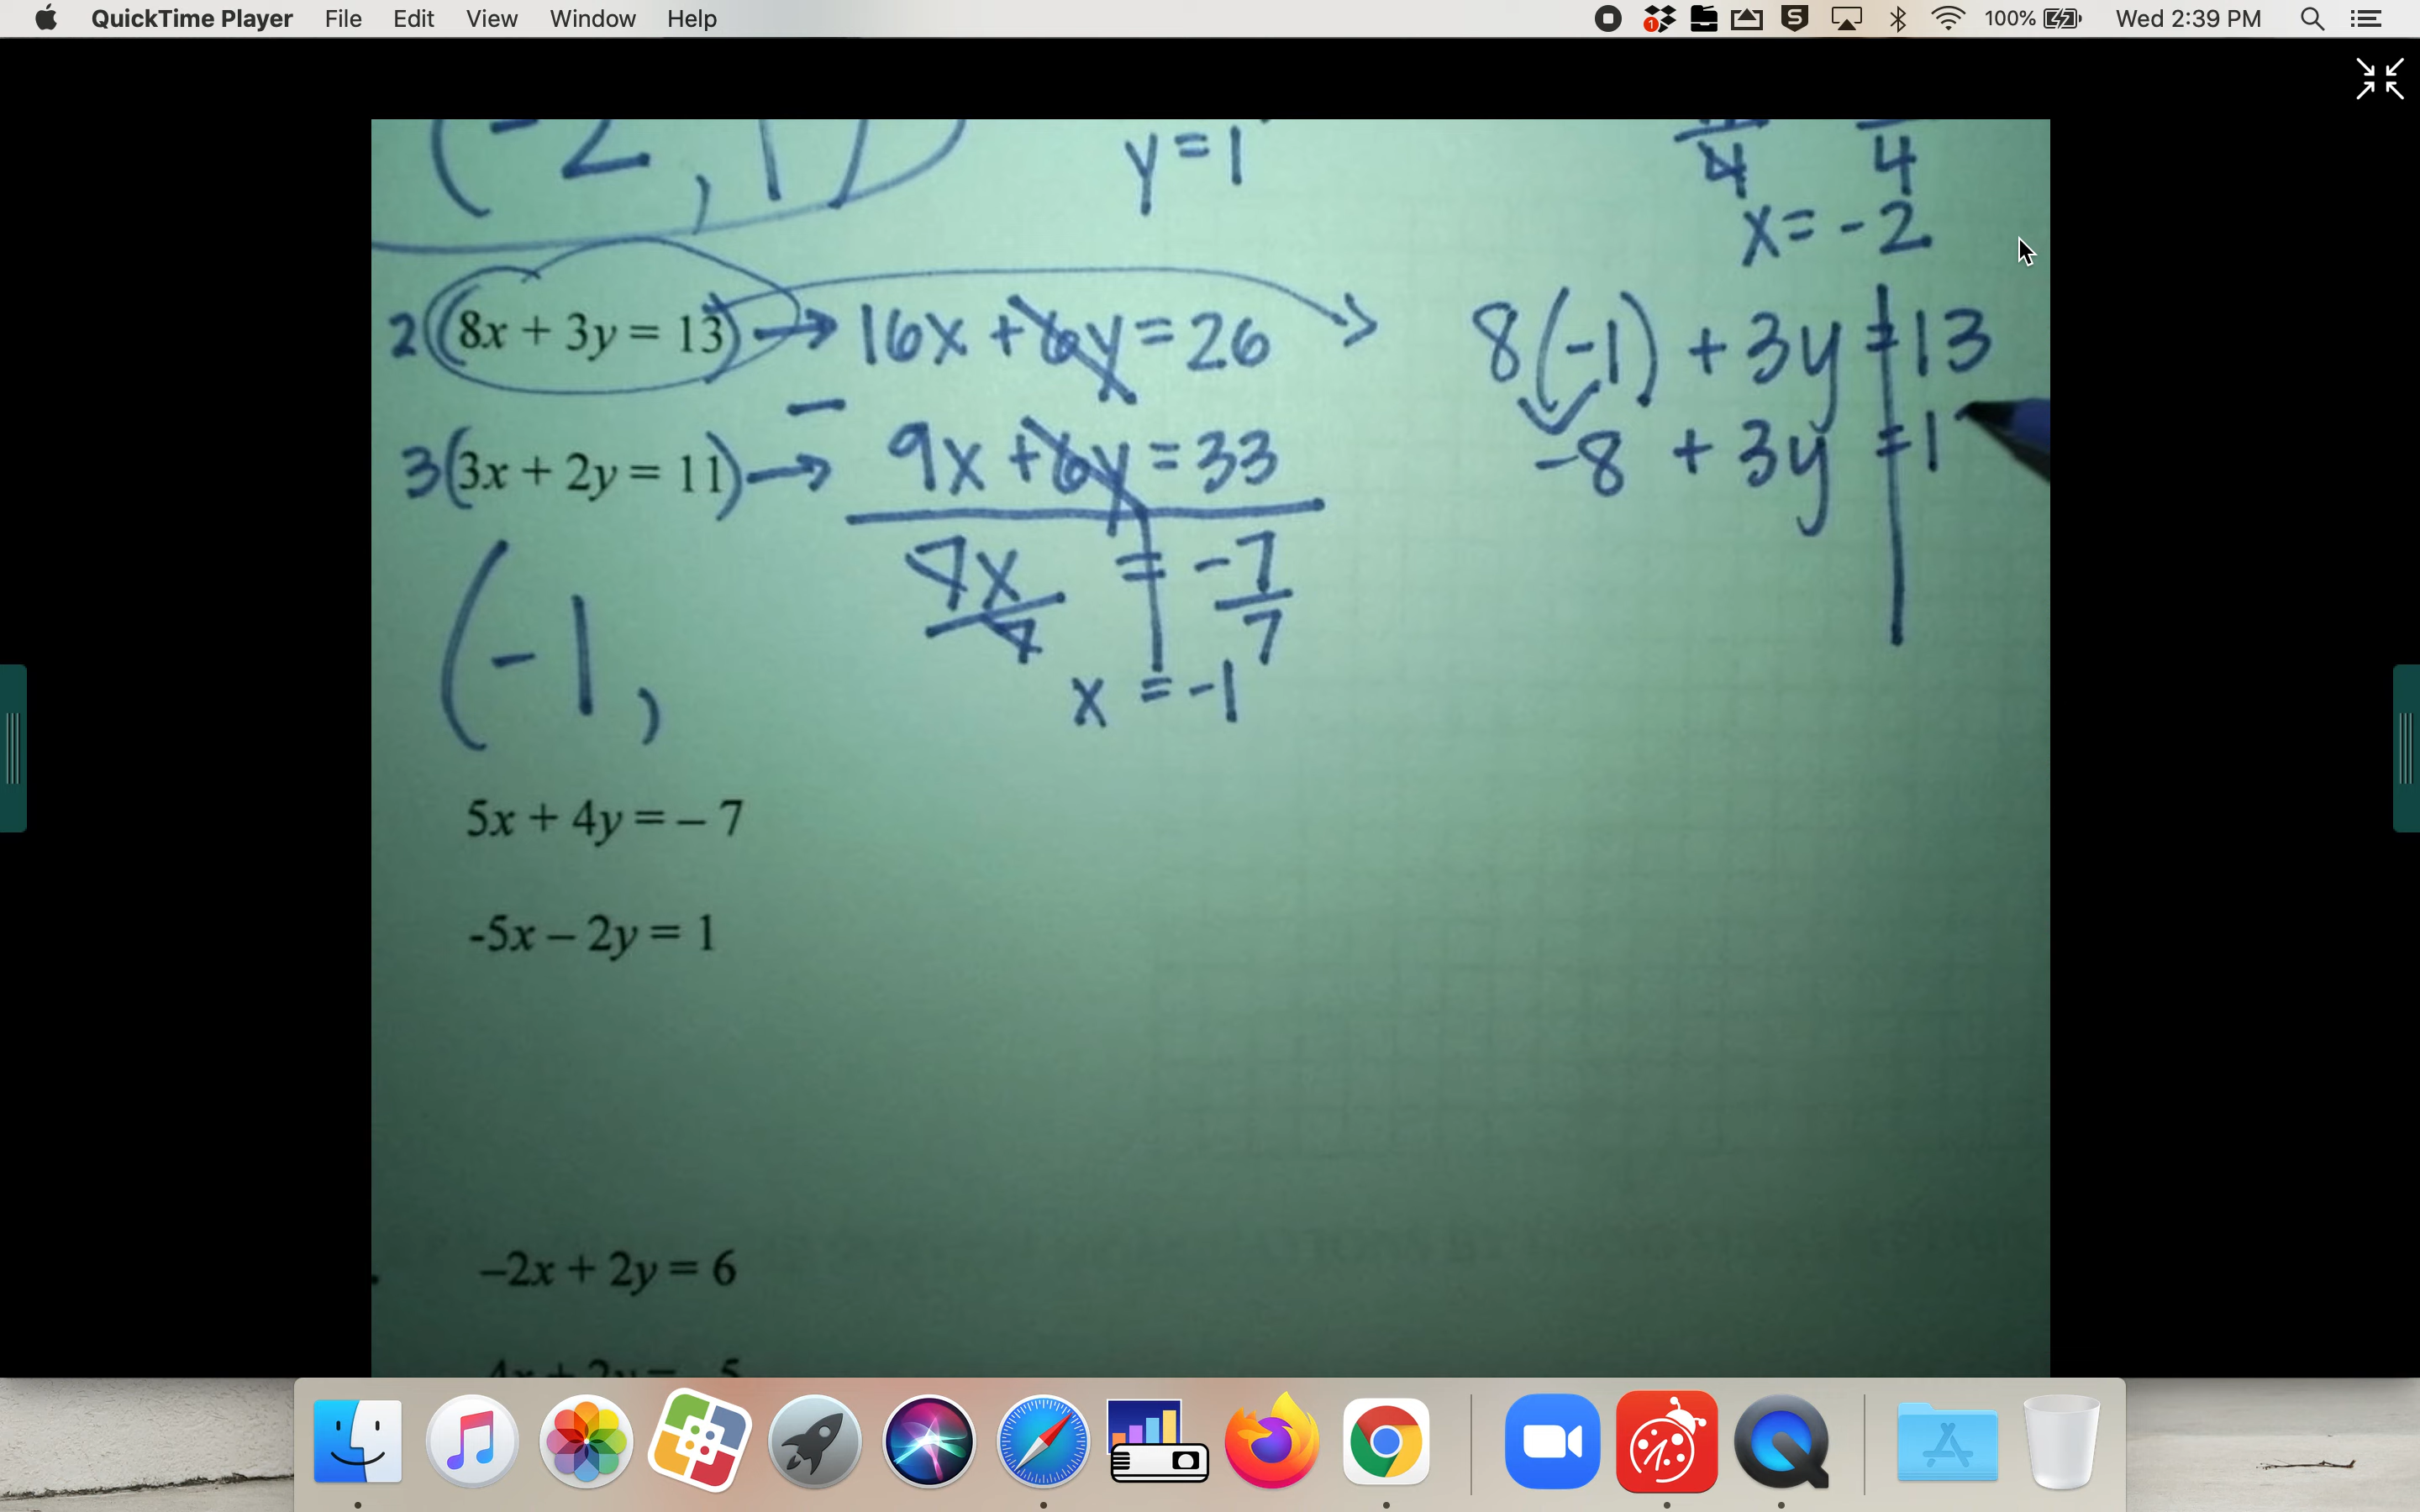 QuickTime Player File Edit View Window Help 1 S 100% Wed 2:39 PM
(-2, 1)
y=1
4 4
x= -2
2(8x + 3y = 13) → 16x + 6y = 26
8(-1) + 3y = 13
-8 + 3y = 1
3(3x + 2y = 11) → 9x + 6y = 33
7x = -7
7 7
x = -1
(-1,
5x + 4y = – 7
-5x – 2y = 1
–2x + 2y = 6